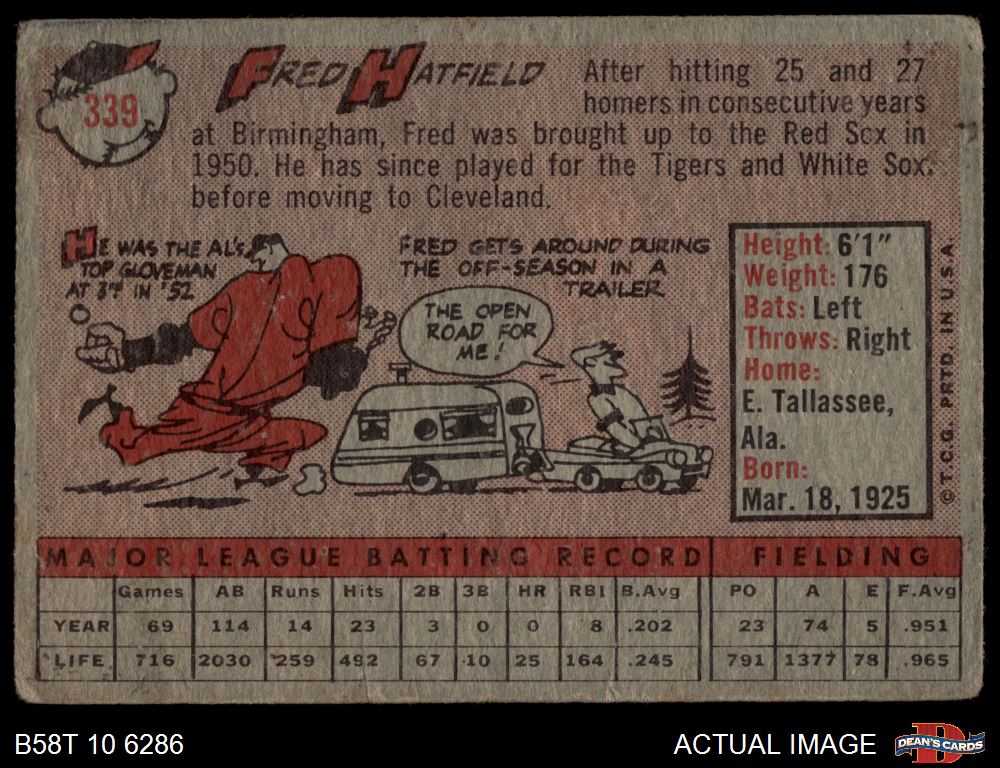 339
FRED HATFIELD
After hitting 25 and 27
homers in consecutive years
at Birmingham, Fred was brought up to the Red Scx in
1950. He has since played for the Tigers and White Sox.
before moving to Cleveland.
HE WAS THE AL's
TOP GLOVEMAN
AT 3rd IN '52
FRED GETS AROUND DURING
THE OFF-SEASON IN A
TRAILER
THE OPEN
ROAD FOR
ME!
Height: 6'1"
Weight: 176
Bats: Left
Throws: Right
Home:
E. Tallassee,
Ala.
Born:
Mar. 18, 1925
© T.C.G. PRTD. IN U.S.A.
MAJOR LEAGUE BATTING RECORD FIELDING
Games AB Runs Hits 2B 3B HR RBI B.Avg PO A E F.Avg
YEAR 69 114 14 23 3 0 0 8 .202 23 74 5 .951
LIFE 716 2030 259 492 67 10 25 164 .245 791 1377 78 .965
B58T 10 6286
ACTUAL IMAGE
D
DEAN'S CARDS